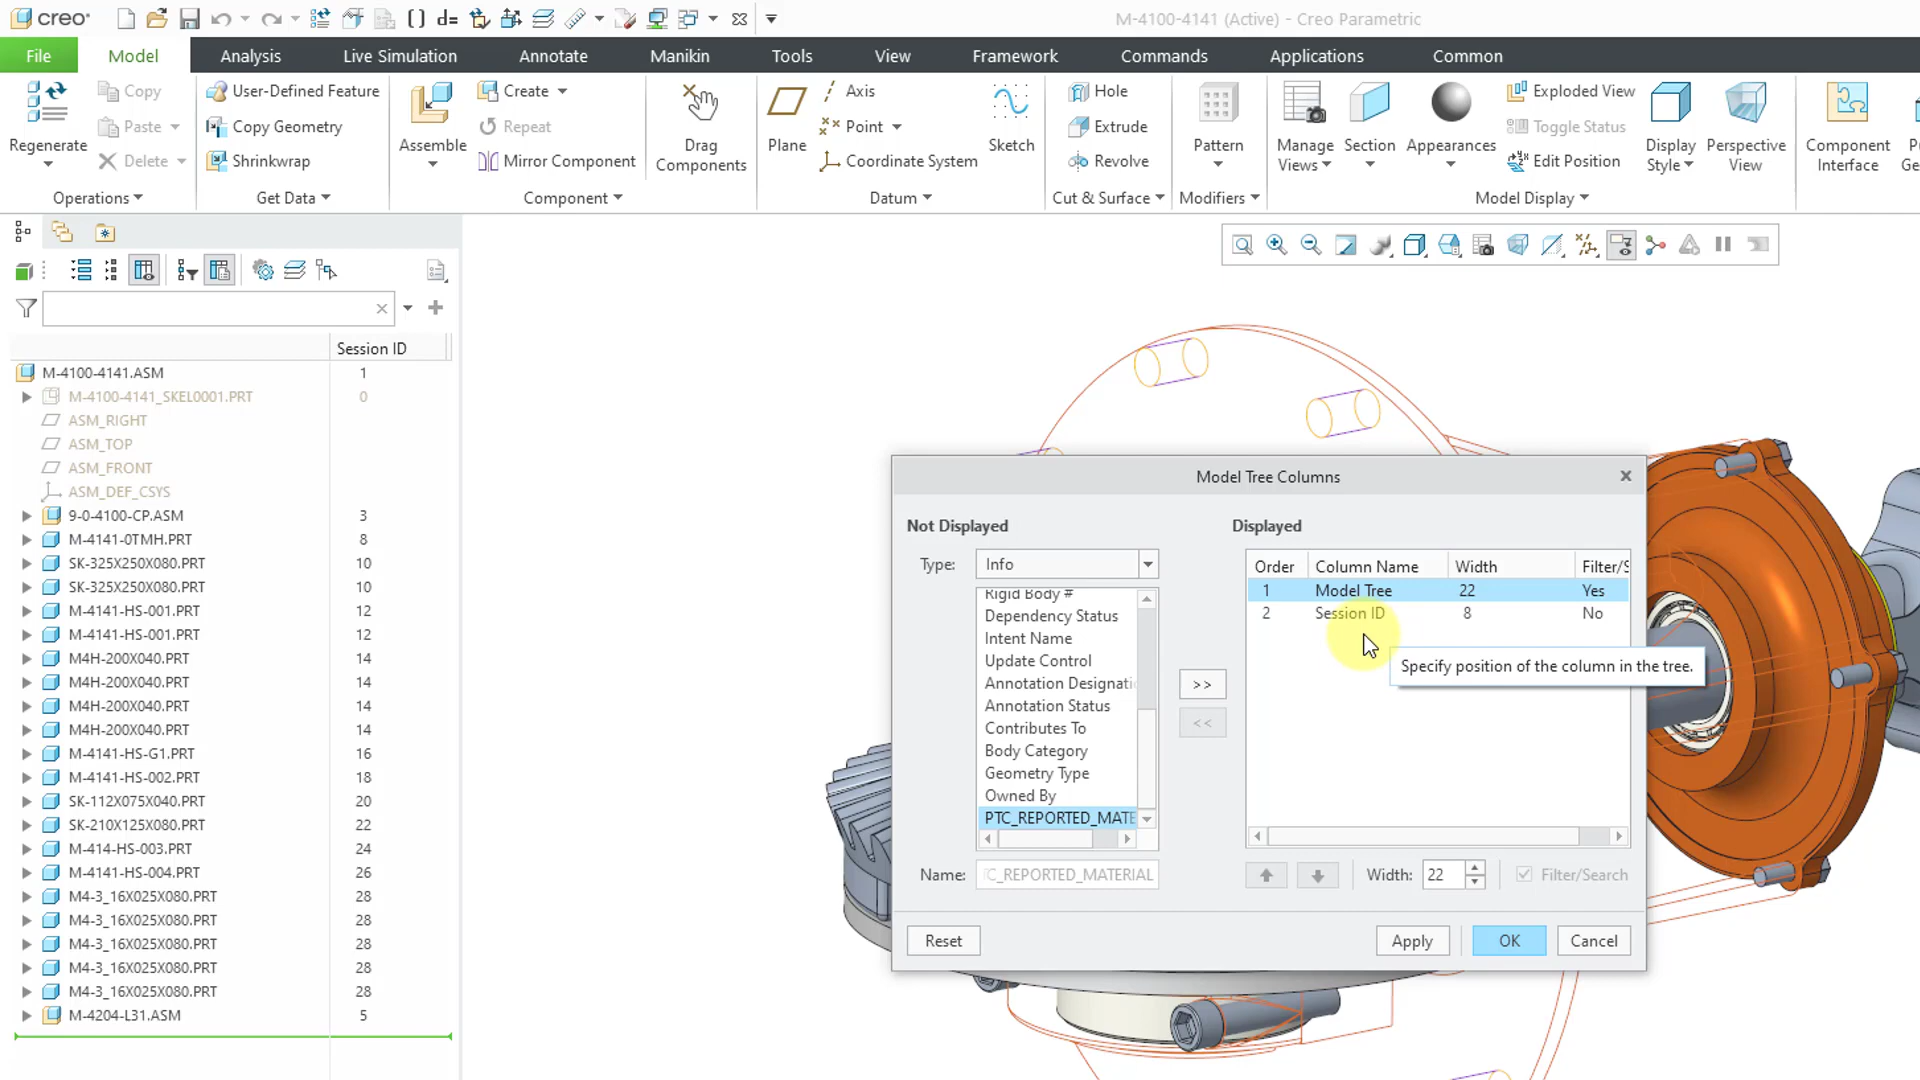 creo
d=
M-4100-4141 (Active) - Creo Parametric
File
Model
Analysis
Live Simulation
Annotate
Manikin
Tools
View
Framework
Commands
Applications
Common
Regenerate
Copy
Paste
Delete
Operations
User-Defined Feature
Copy Geometry
Shrinkwrap
Get Data
Assemble
Create
Repeat
Mirror Component
Component
Drag
Components
Plane
Axis
Point
Coordinate System
Sketch
Datum
Hole
Extrude
Revolve
Cut & Surface
Pattern
Modifiers
Manage
Views
Section
Appearances
Exploded View
Toggle Status
Edit Position
Display
Style
Perspective
View
Model Display
Component
Interface
Session ID
M-4100-4141.ASM 1
M-4100-4141_SKEL0001.PRT 0
ASM_RIGHT
ASM_TOP
ASM_FRONT
ASM_DEF_CSYS
9-0-4100-CP.ASM 3
M-4141-0TMH.PRT 8
SK-325X250X080.PRT 10
SK-325X250X080.PRT 10
M-4141-HS-001.PRT 12
M-4141-HS-001.PRT 12
M4H-200X040.PRT 14
M4H-200X040.PRT 14
M4H-200X040.PRT 14
M4H-200X040.PRT 14
M-4141-HS-G1.PRT 16
M-4141-HS-002.PRT 18
SK-112X075X040.PRT 20
SK-210X125X080.PRT 22
M-414-HS-003.PRT 24
M-4141-HS-004.PRT 26
M4-3_16X025X080.PRT 28
M4-3_16X025X080.PRT 28
M4-3_16X025X080.PRT 28
M4-3_16X025X080.PRT 28
M4-3_16X025X080.PRT 28
M-4204-L31.ASM 5
Model Tree Columns
Not Displayed
Type: Info
Rigid Body #
Dependency Status
Intent Name
Update Control
Annotation Designati
Annotation Status
Contributes To
Body Category
Geometry Type
Owned By
PTC_REPORTED_MATE
Name: C_REPORTED_MATERIAL
>>
<<
Displayed
Order Column Name Width Filter/S
1 Model Tree 22 Yes
2 Session ID 8 No
Specify position of the column in the tree.
Width: 22 Filter/Search
Reset
Apply
OK
Cancel